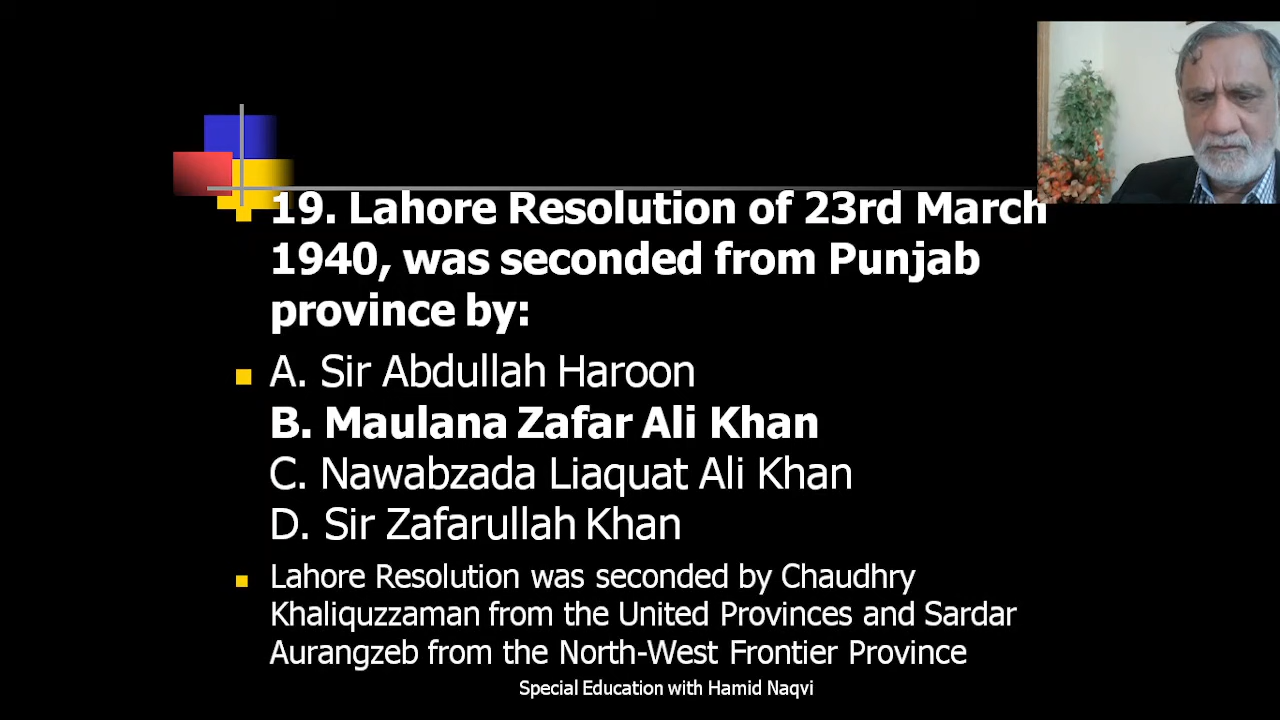 19. Lahore Resolution of 23rd March
1940, was seconded from Punjab
province by:
A. Sir Abdullah Haroon
B. Maulana Zafar Ali Khan
C. Nawabzada Liaquat Ali Khan
D. Sir Zafarullah Khan
Lahore Resolution was seconded by Chaudhry
Khaliquzzaman from the United Provinces and Sardar
Aurangzeb from the North-West Frontier Province
Special Education with Hamid Naqvi